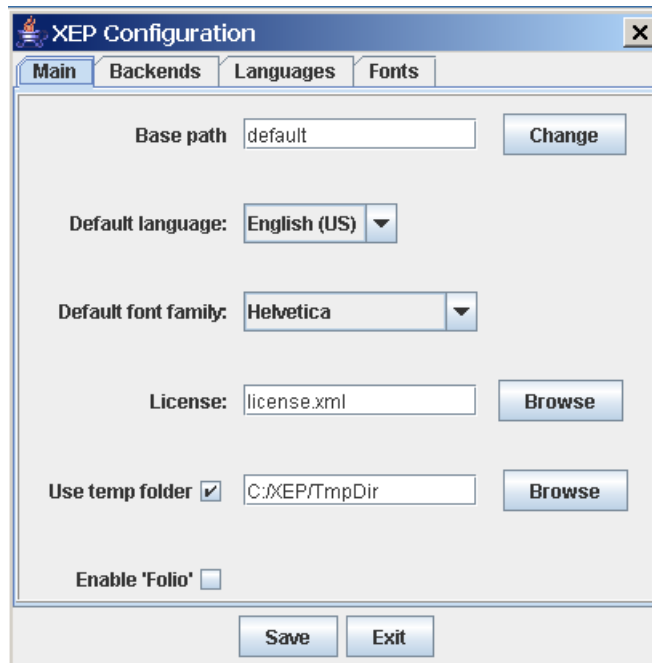 XEP Configuration
Main Backends Languages Fonts
Base path default Change
Default language: English (US)
Default font family: Helvetica
License: license.xml Browse
Use temp folder C:/XEP/TmpDir Browse
Enable 'Folio'
Save Exit